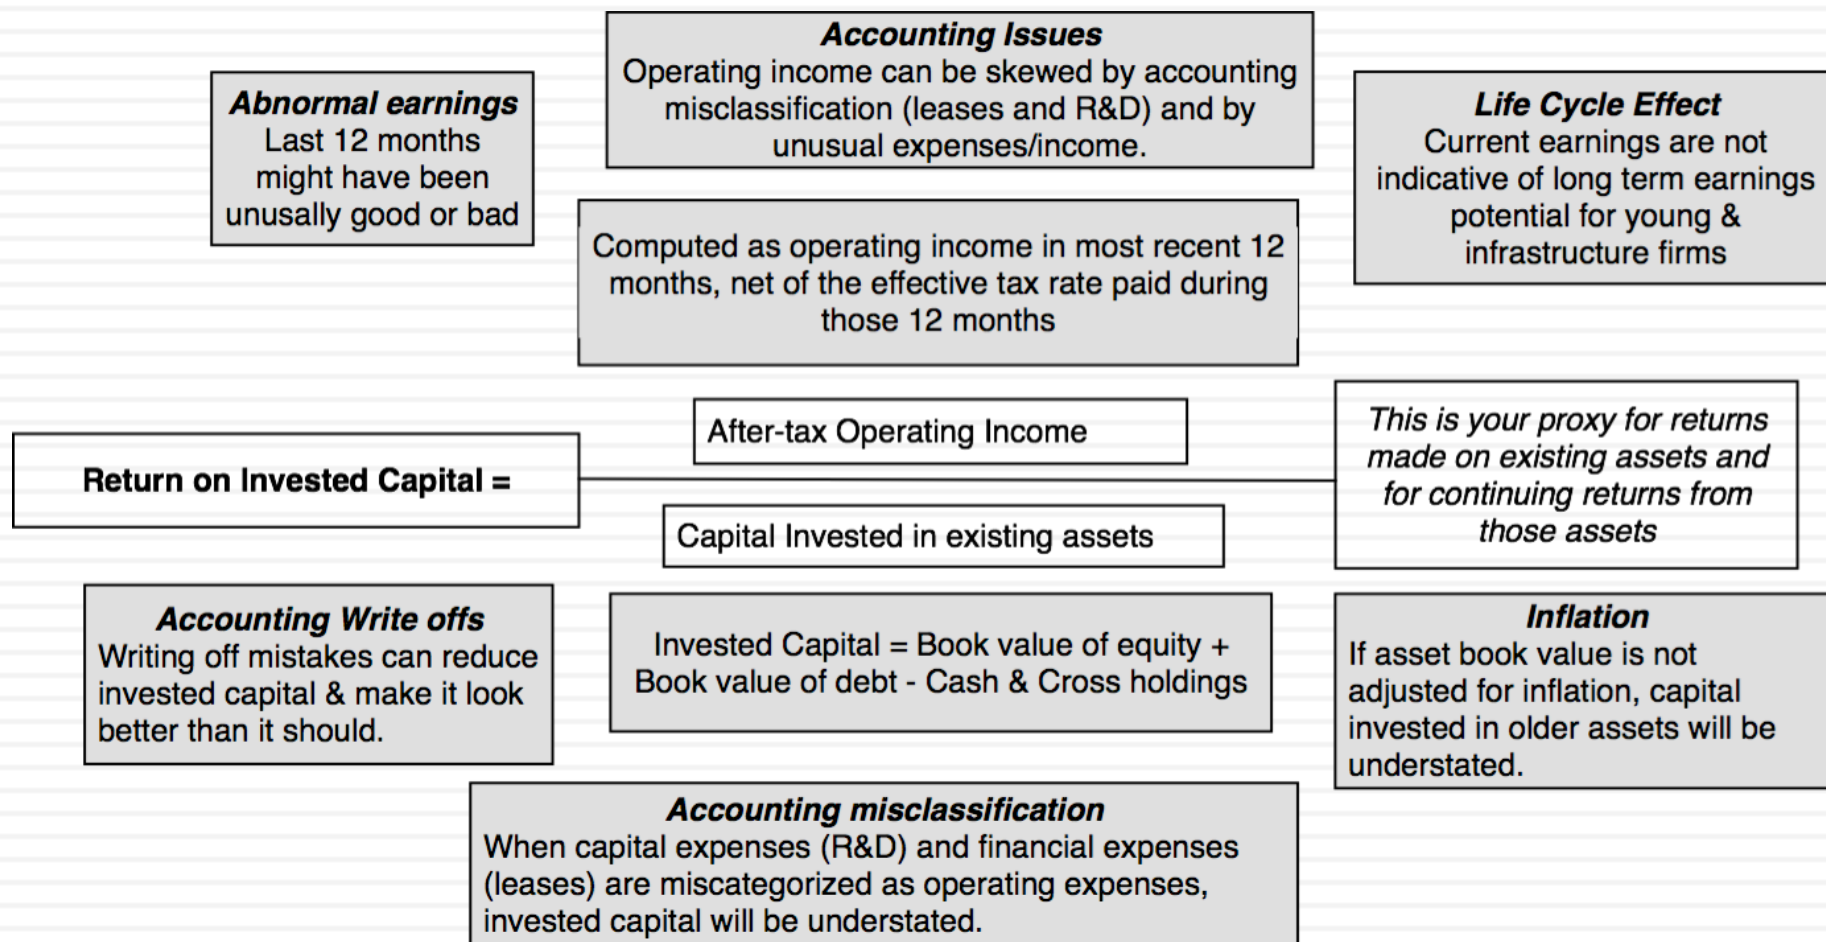 Accounting Issues
Operating income can be skewed by accounting
misclassification (leases and R&D) and by
unusual expenses/income.
Abnormal earnings
Last 12 months
might have been
unusally good or bad
Life Cycle Effect
Current earnings are not
indicative of long term earnings
potential for young &
infrastructure firms
Computed as operating income in most recent 12
months, net of the effective tax rate paid during
those 12 months
Return on Invested Capital =
After-tax Operating Income
Capital Invested in existing assets
This is your proxy for returns
made on existing assets and
for continuing returns from
those assets
Accounting Write offs
Writing off mistakes can reduce
invested capital & make it look
better than it should.
Invested Capital = Book value of equity +
Book value of debt - Cash & Cross holdings
Inflation
If asset book value is not
adjusted for inflation, capital
invested in older assets will be
understated.
Accounting misclassification
When capital expenses (R&D) and financial expenses
(leases) are miscategorized as operating expenses,
invested capital will be understated.